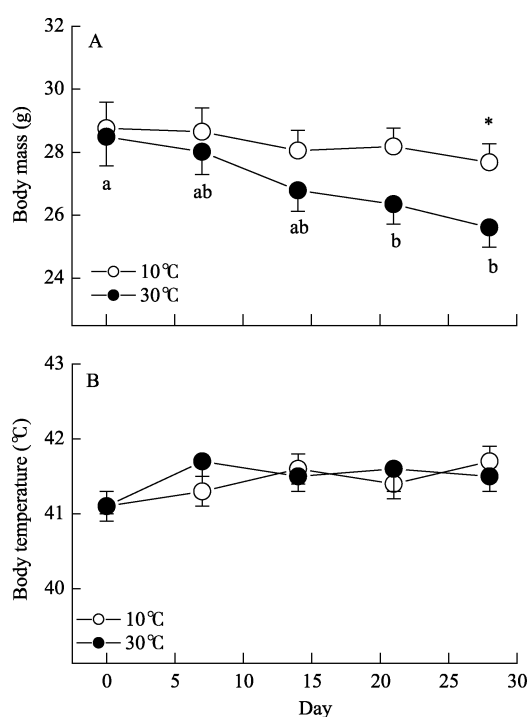 A
32
30
28
26
24
Body mass (g)
*
a
ab
ab
b
b
10℃
30℃
B
43
42
41
40
Body temperature (℃)
10℃
30℃
0 5 10 15 20 25 30
Day